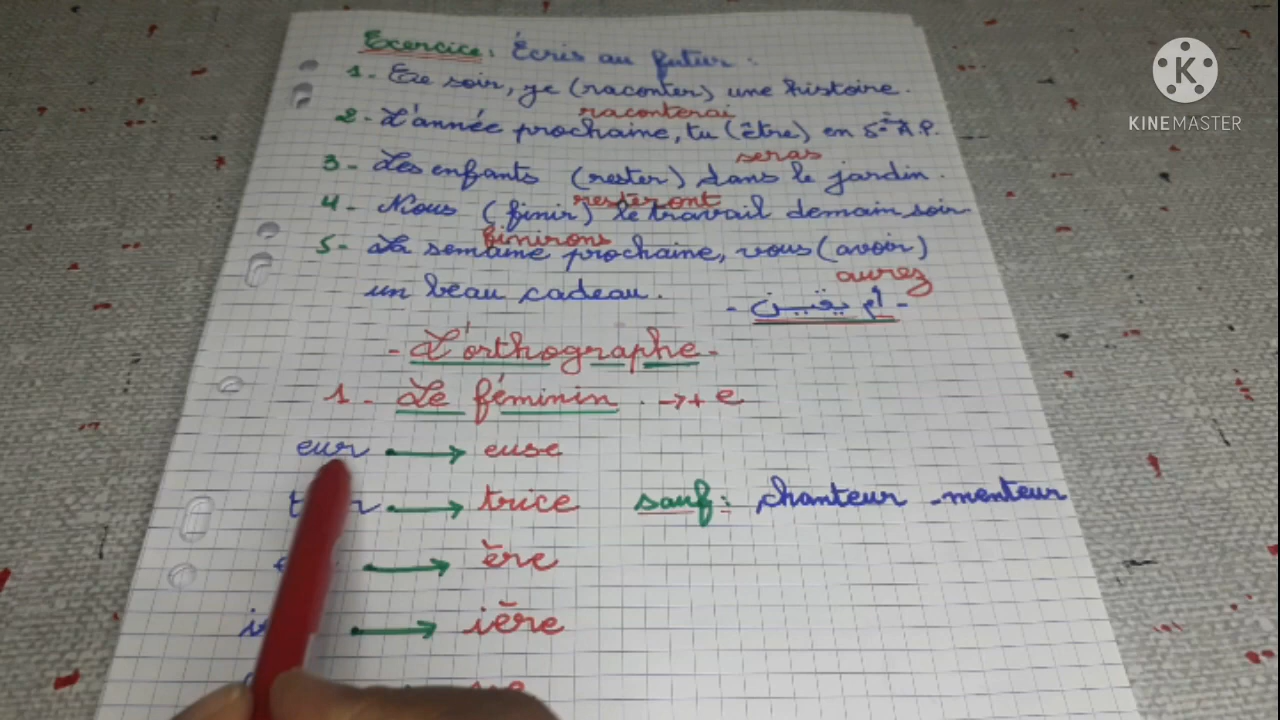 Exercice: Écris au futur.
1- Ce soir, je (raconter) une histoire.
raconterai
2- L'année prochaine, tu (être) en 5ème A.P.
seras
3- Les enfants (rester) dans le jardin.
resteront
4- Nous (finir) le travail demain soir
finirons
5- La semaine prochaine, vous (avoir)
aurez
un beau cadeau.
- أم يقين -
- L'orthographe -
1- Le féminin. → + e
eur → euse
→ trice sauf: chanteur - menteur
→ ère
→ ière
KINEMASTER